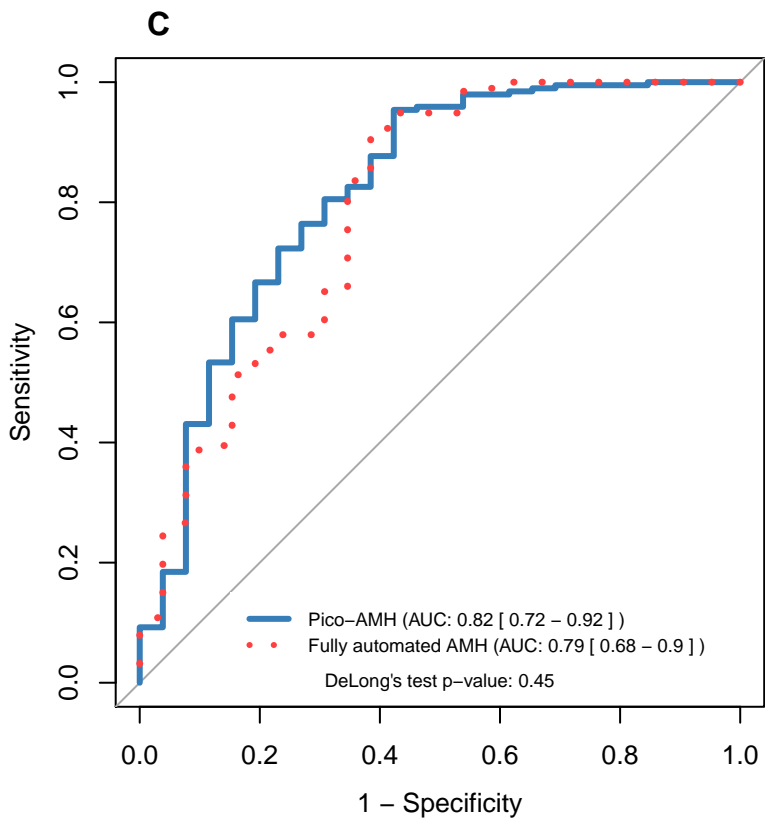 C
Sensitivity
1.0
0.8
0.6
0.4
0.2
0.0
Pico−AMH (AUC: 0.82 [ 0.72 − 0.92 ] )
Fully automated AMH (AUC: 0.79 [ 0.68 − 0.9 ] )
DeLong's test p−value: 0.45
0.0 0.2 0.4 0.6 0.8 1.0
1 − Specificity